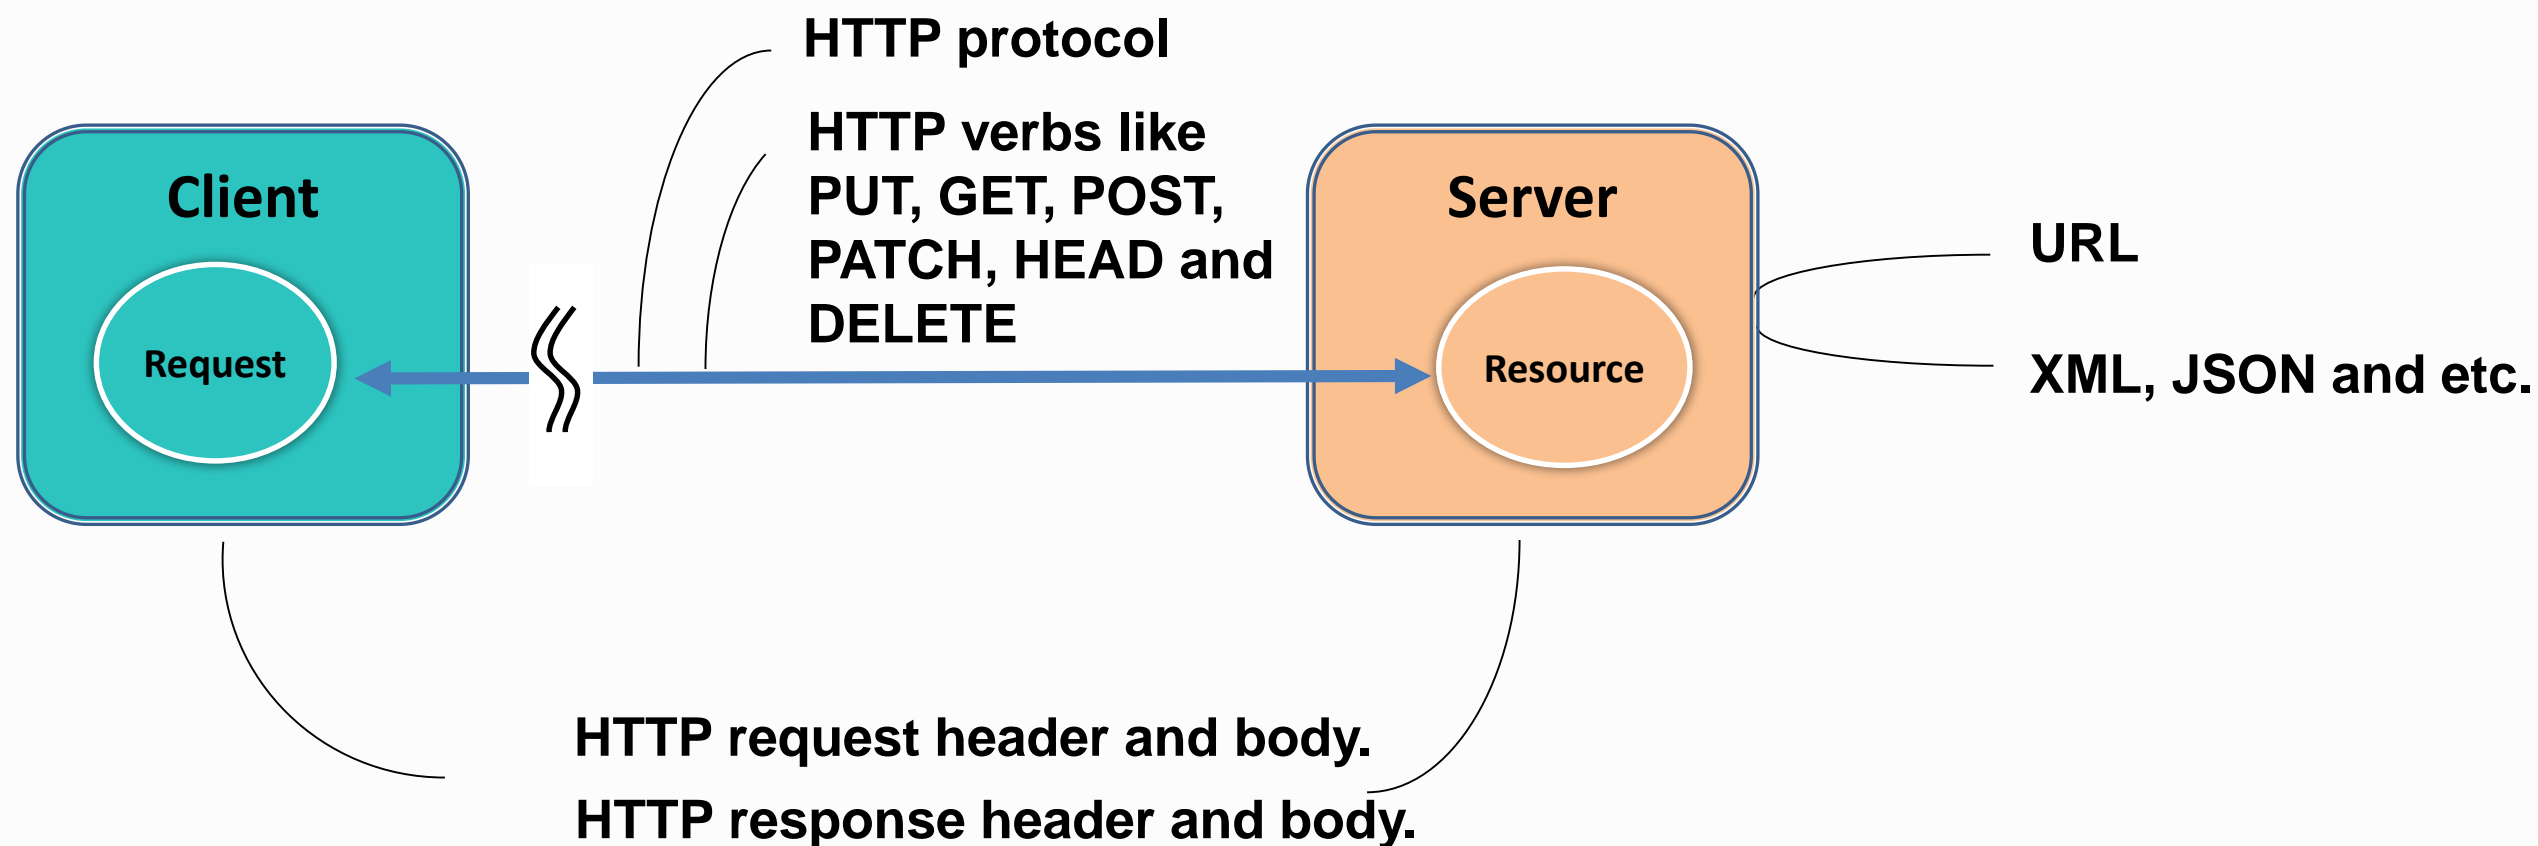 HTTP protocol
HTTP verbs like
PUT, GET, POST,
PATCH, HEAD and
DELETE
Client
Request
Server
Resource
URL
XML, JSON and etc.
HTTP request header and body.
HTTP response header and body.